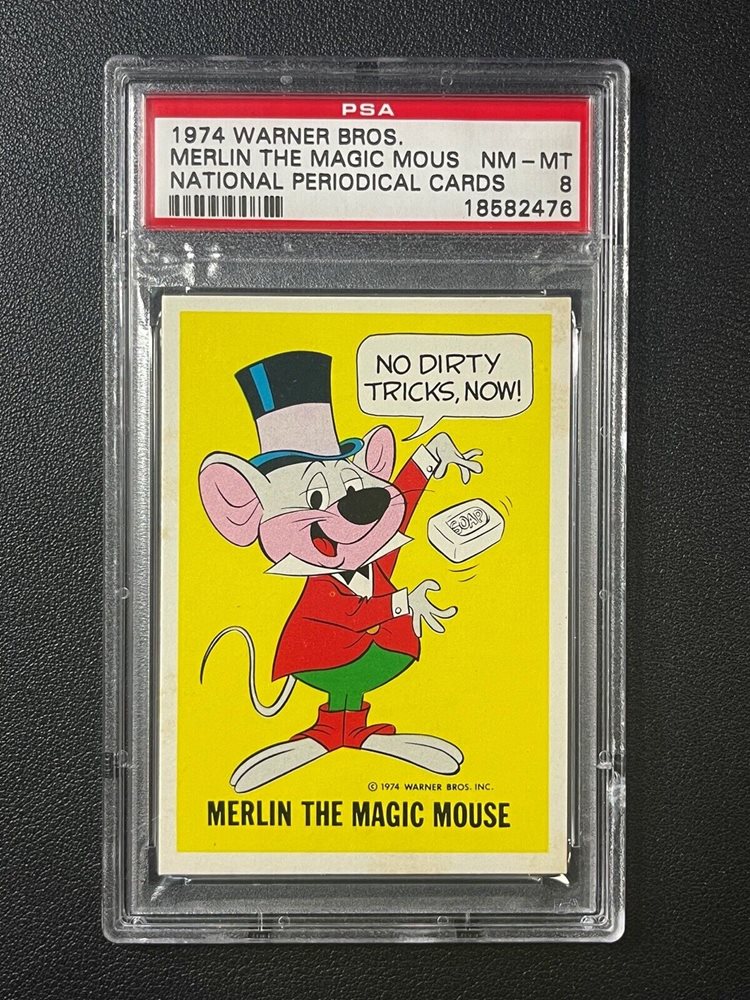 PSA
1974 WARNER BROS.
MERLIN THE MAGIC MOUS NM-MT
NATIONAL PERIODICAL CARDS 8
18582476
NO DIRTY
TRICKS, NOW!
SOAP
© 1974 WARNER BROS. INC.
MERLIN THE MAGIC MOUSE